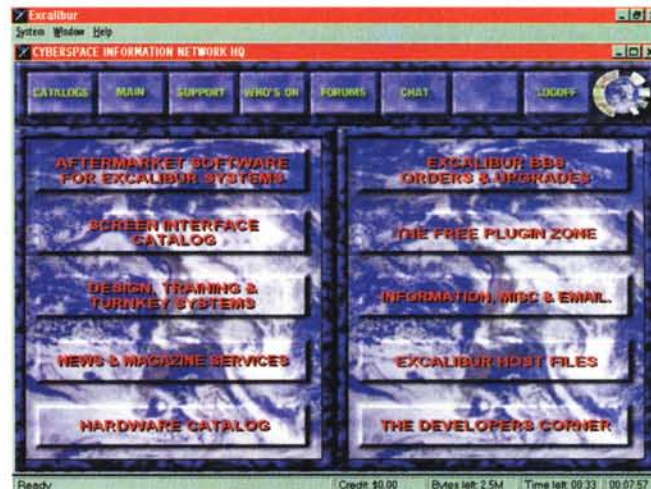 Excalibur
System Window Help
CYBERSPACE INFORMATION NETWORK HQ
CATALOGS MAIN SUPPORT WHO'S ON FORUMS CHAT LOGOFF
AFTERMARKET SOFTWARE
FOR EXCALIBUR SYSTEMS
SCREEN INTERFACE
CATALOG
DESIGN, TRAINING &
TURNKEY SYSTEMS
NEWS & MAGAZINE SERVICES
HARDWARE CATALOG
EXCALIBUR BBS
ORDERS & UPGRADES
THE FREE PLUGIN ZONE
INFORMATION, MISC & EMAIL.
EXCALIBUR HOST FILES
THE DEVELOPERS CORNER
Ready Credit: $0.00 Bytes left: 2.5M Time left: 00:33 00:07:57